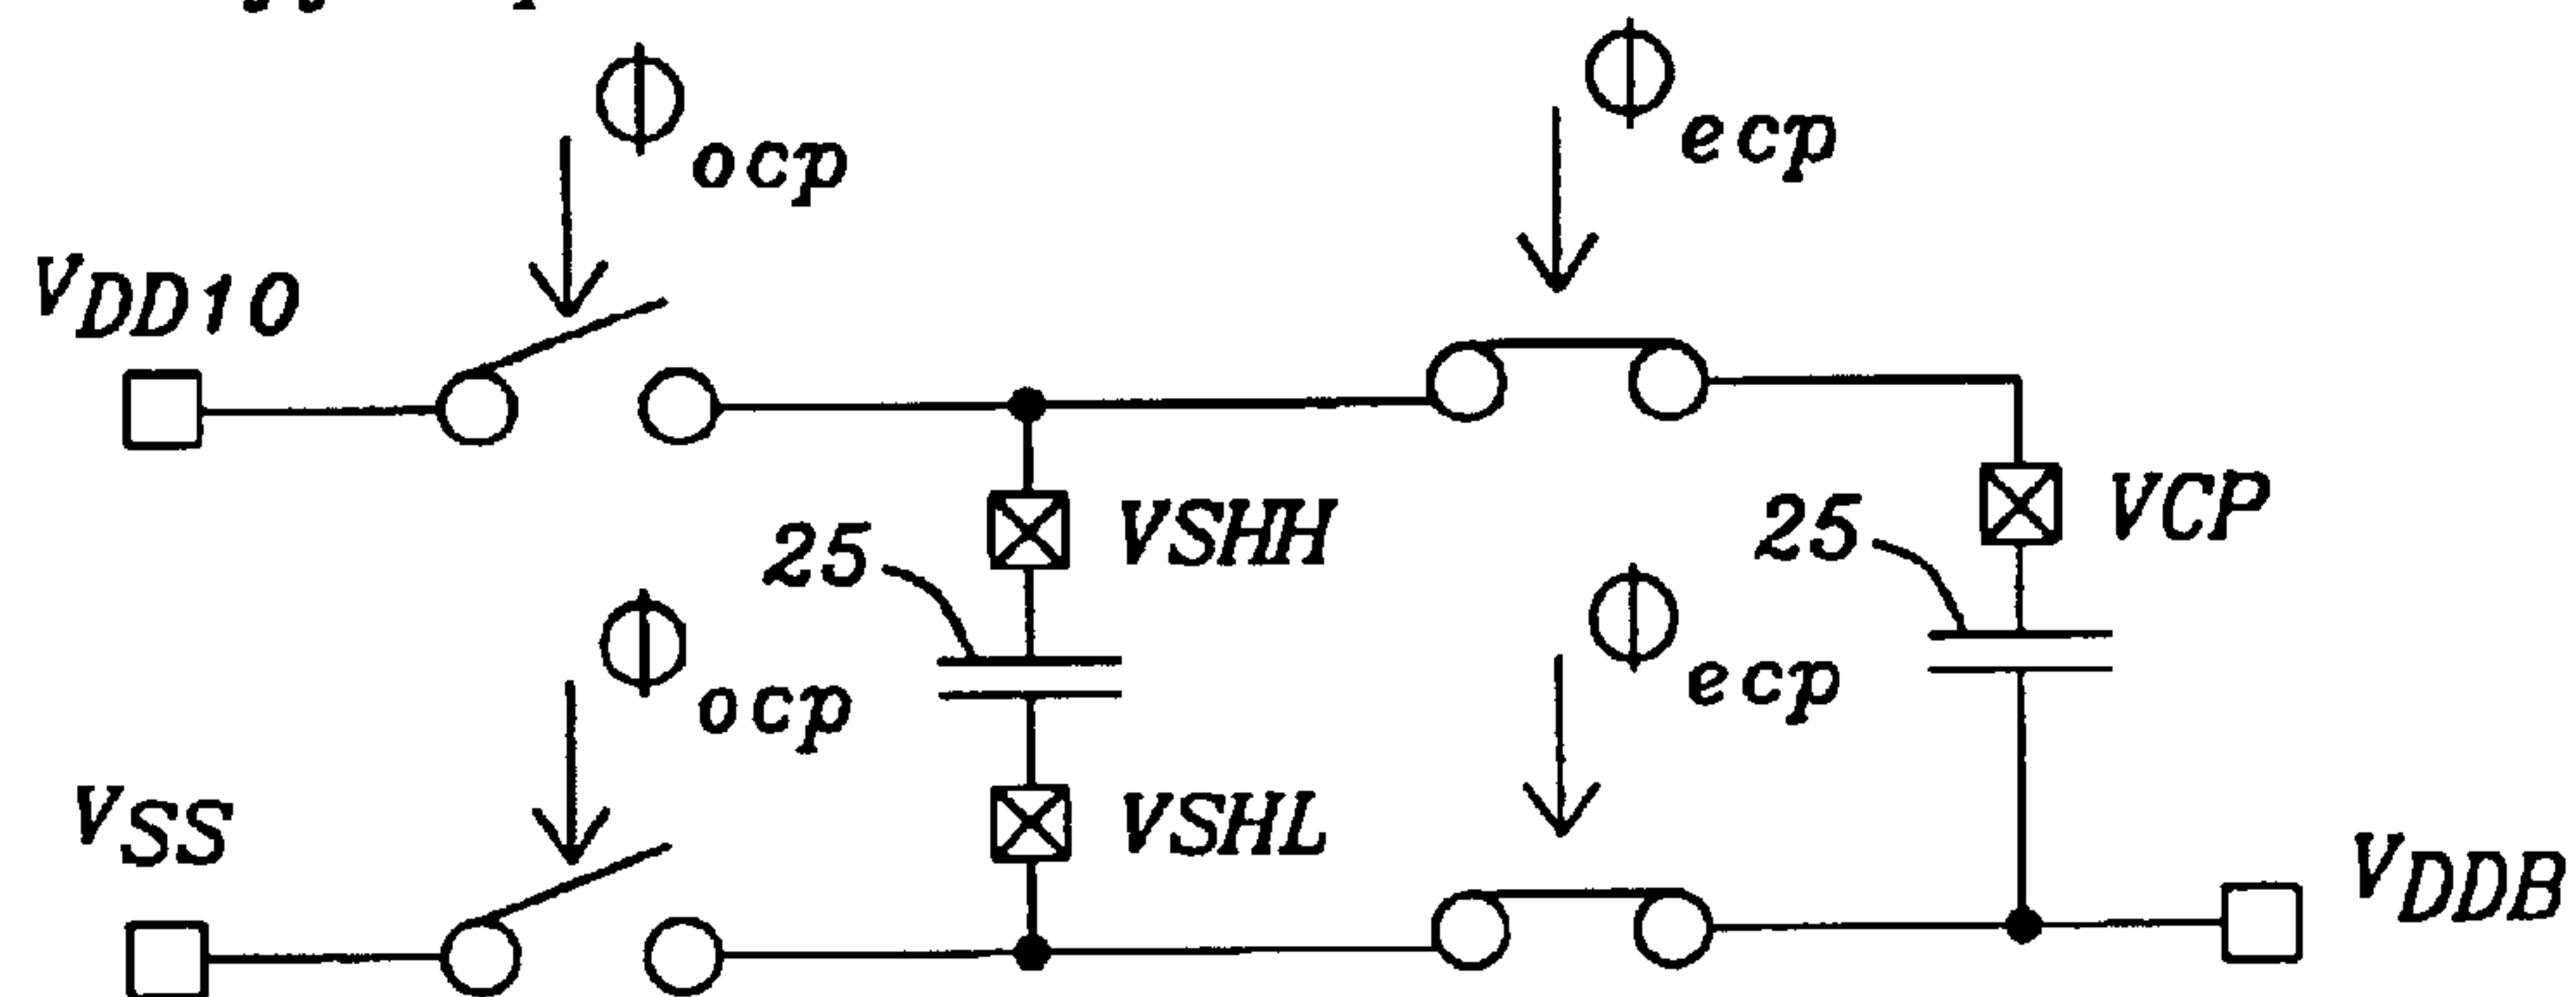 Φocp
Φecp
VDD10
25
VSHH
25
VCP
Φocp
Φecp
VSS
VSHL
VDDB